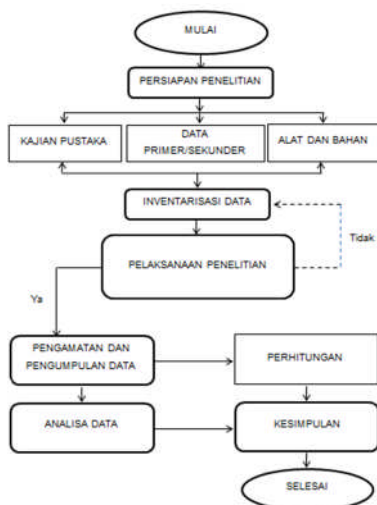 MULAI
PERSIAPAN PENELITIAN
KAJIAN PUSTAKA
DATA
PRIMER/SEKUNDER
ALAT DAN BAHAN
INVENTARISASI DATA
Tidak
PELAKSANAAN PENELITIAN
Ya
PENGAMATAN DAN
PENGUMPULAN DATA
PERHITUNGAN
ANALISA DATA
KESIMPULAN
SELESAI